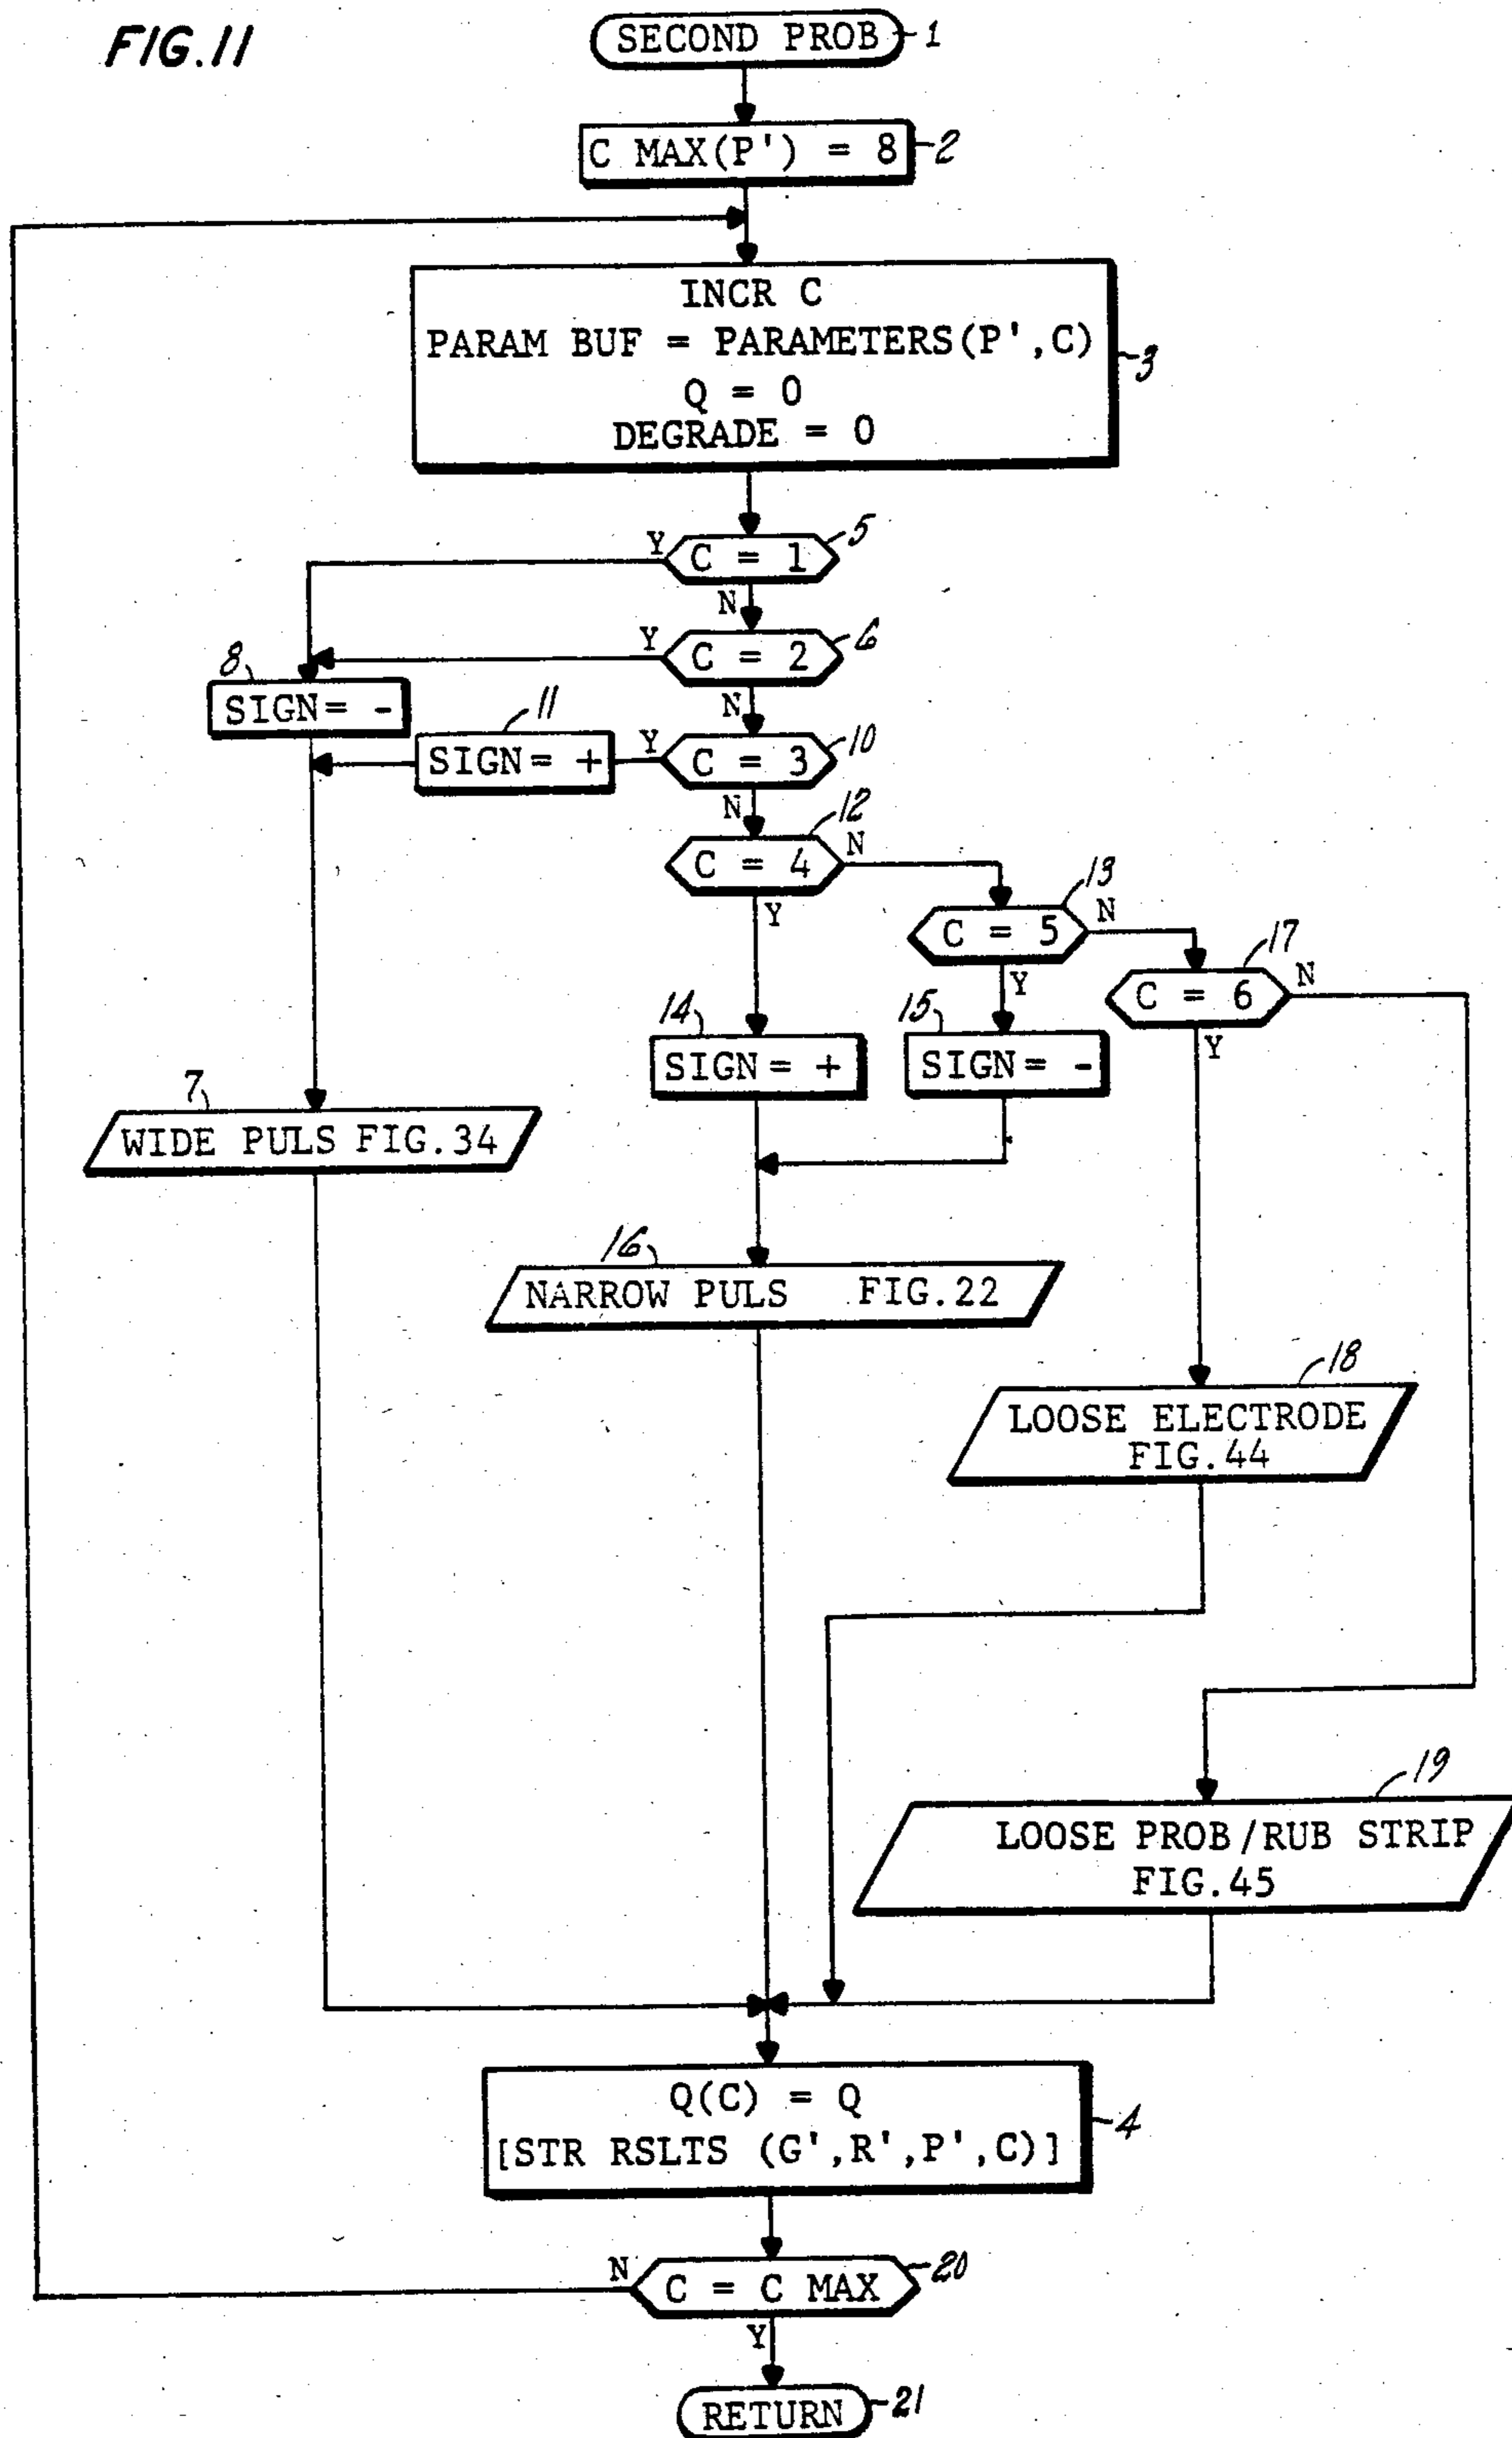 FIG.11
SECOND PROB
1
C MAX(P') = 8
2
INCR C
PARAM BUF = PARAMETERS(P',C)
Q = 0
DEGRADE = 0
3
C = 1
5
Y
N
C = 2
6
Y
N
8
SIGN= -
11
SIGN= +
Y
C = 3
10
N
C = 4
12
N
Y
C = 5
13
N
Y
C = 6
17
N
Y
14
SIGN= +
15
SIGN= -
7
WIDE PULS FIG.34
16
NARROW PULS FIG.22
18
LOOSE ELECTRODE
FIG.44
19
LOOSE PROB/RUB STRIP
FIG.45
Q(C) = Q
[STR RSLTS (G',R',P',C)]
4
N
C = C MAX
20
Y
RETURN
21